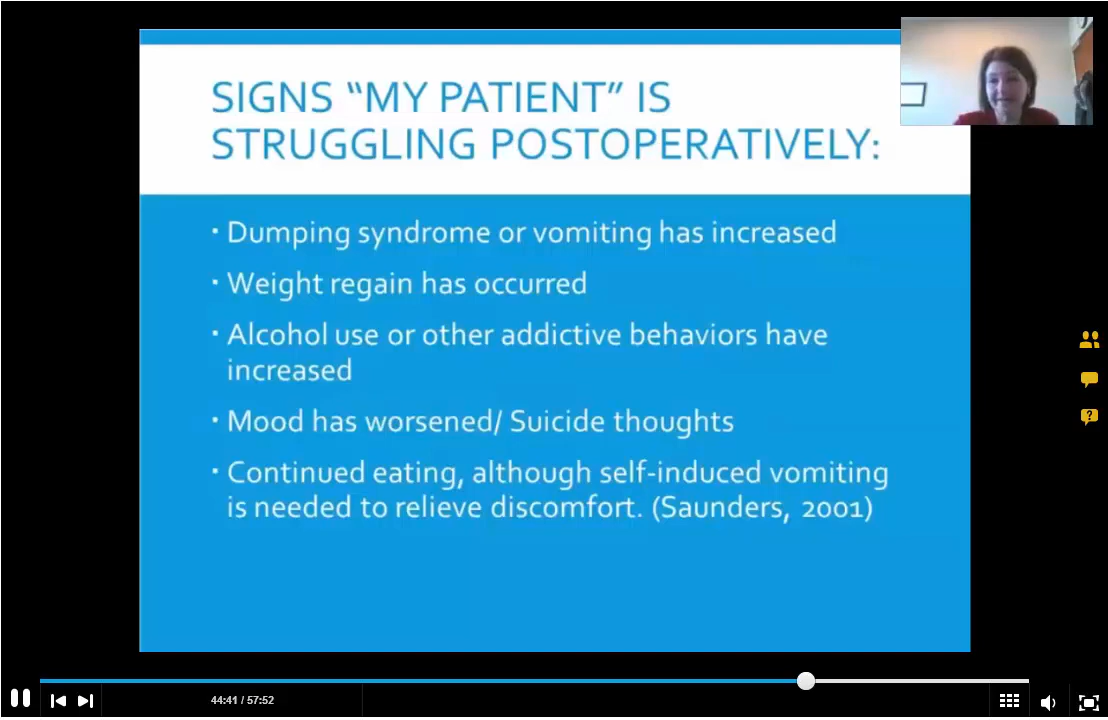 SIGNS “MY PATIENT” IS
STRUGGLING POSTOPERATIVELY:
· Dumping syndrome or vomiting has increased
· Weight regain has occurred
· Alcohol use or other addictive behaviors have
increased
· Mood has worsened/ Suicide thoughts
· Continued eating, although self-induced vomiting
is needed to relieve discomfort. (Saunders, 2001)
44:41 / 57:52
?